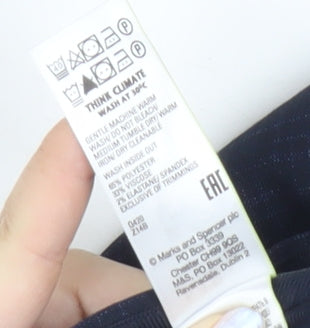 THINK CLIMATE
WASH AT 30°C
GENTLE MACHINE WARM
WASH/ DO NOT BLEACH/
MEDIUM TUMBLE DRY/ WARM
IRON/ DRY CLEANABLE
WASH INSIDE OUT
65% POLYESTER
33% VISCOSE
2% ELASTANE/ SPANDEX
EXCLUSIVE OF TRIMMINGS
EAC
Z14B
© Marks and Spencer plc
PO Box 3339
Chester CH99 9QS
M&S, PO Box 13022
Ravensdale, Dublin 2